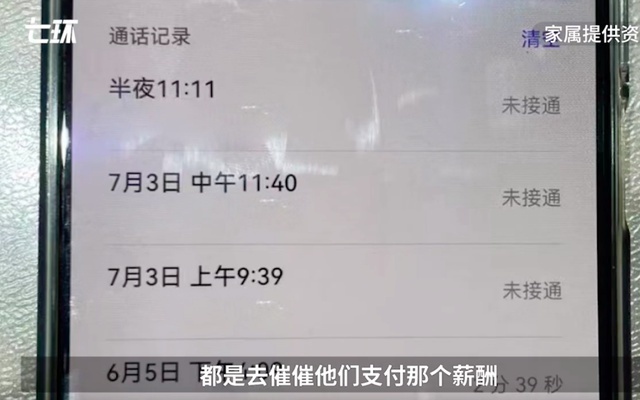 七环
家属提供资
通话记录
清空
半夜11:11
未接通
7月3日 中午11:40
未接通
7月3日 上午9:39
未接通
都是去催催他们支付那个薪酬
6月5日 下午
2 分 39 秒